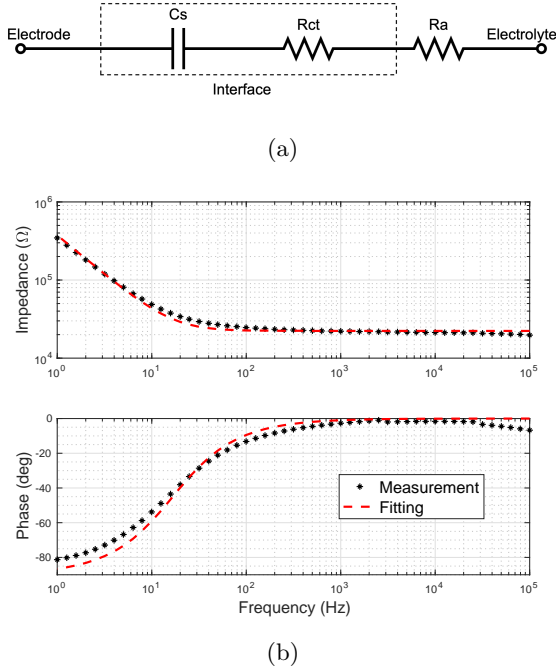 Cs
Rct
Ra
Electrode
Electrolyte
Interface
(a)
10^6
10^5
10^4
Impedance (Ω)
10^0 10^1 10^2 10^3 10^4 10^5
0
-20
-40
-60
-80
Phase (deg)
Measurement
Fitting
10^0 10^1 10^2 10^3 10^4 10^5
Frequency (Hz)
(b)